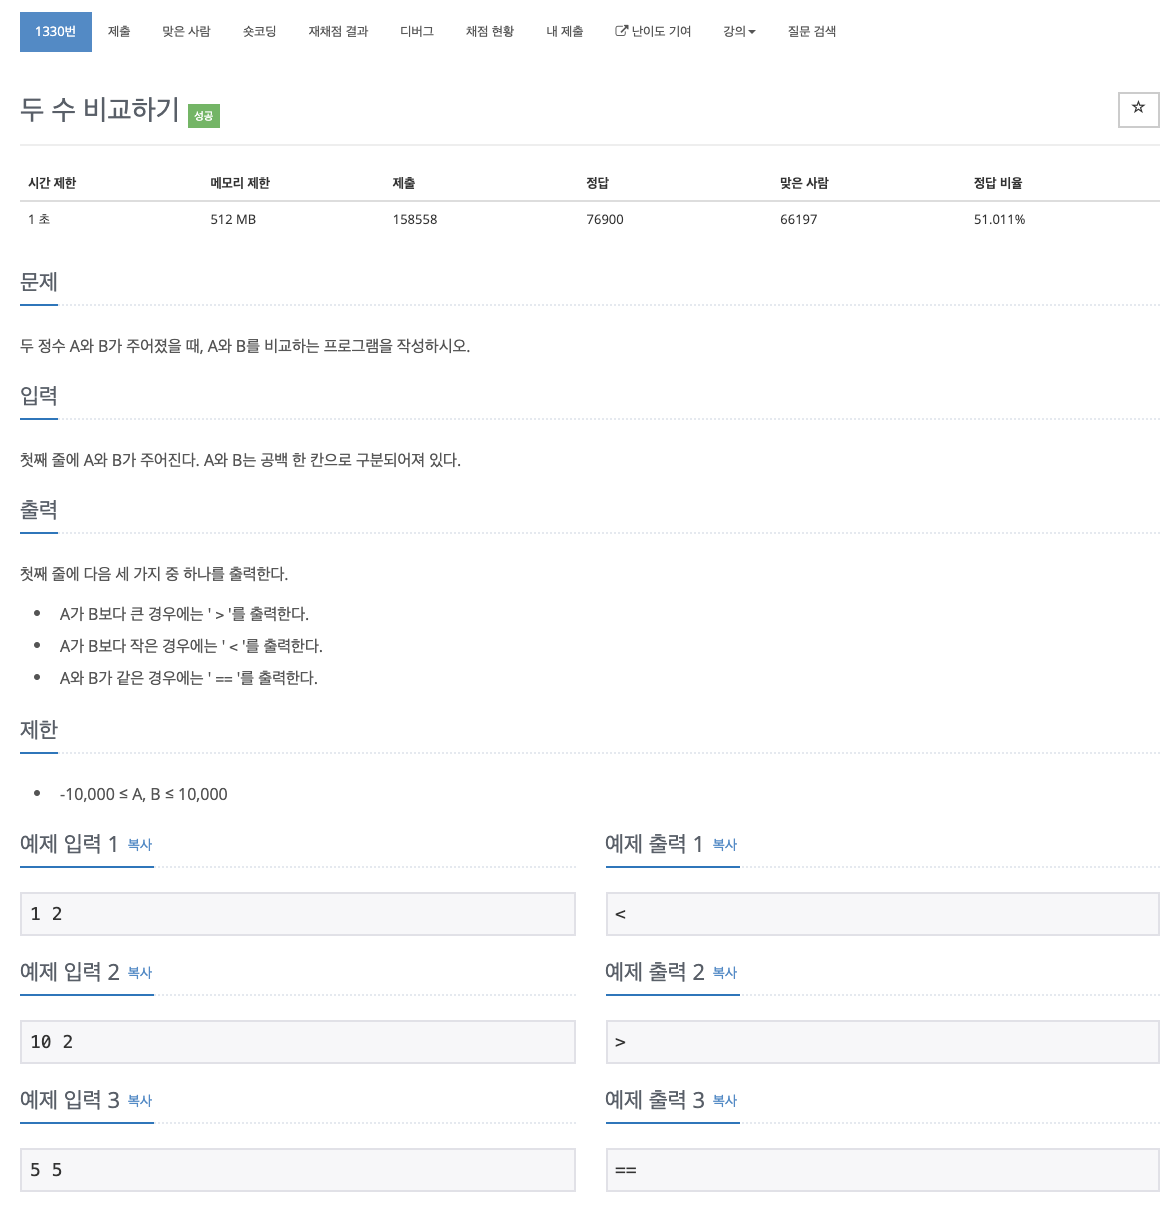 1330번 제출 맞은 사람 숏코딩 재채점 결과 디버그 채점 현황 내 제출 난이도 기여 강의 질문 검색
두 수 비교하기 성공
시간 제한 메모리 제한 제출 정답 맞은 사람 정답 비율
1 초 512 MB 158558 76900 66197 51.011%
문제
두 정수 A와 B가 주어졌을 때, A와 B를 비교하는 프로그램을 작성하시오.
입력
첫째 줄에 A와 B가 주어진다. A와 B는 공백 한 칸으로 구분되어져 있다.
출력
첫째 줄에 다음 세 가지 중 하나를 출력한다.
• A가 B보다 큰 경우에는 ' > '를 출력한다.
• A가 B보다 작은 경우에는 ' < '를 출력한다.
• A와 B가 같은 경우에는 ' == '를 출력한다.
제한
• -10,000 ≤ A, B ≤ 10,000
예제 입력 1 복사 예제 출력 1 복사
1 2 <
예제 입력 2 복사 예제 출력 2 복사
10 2 >
예제 입력 3 복사 예제 출력 3 복사
5 5 ==